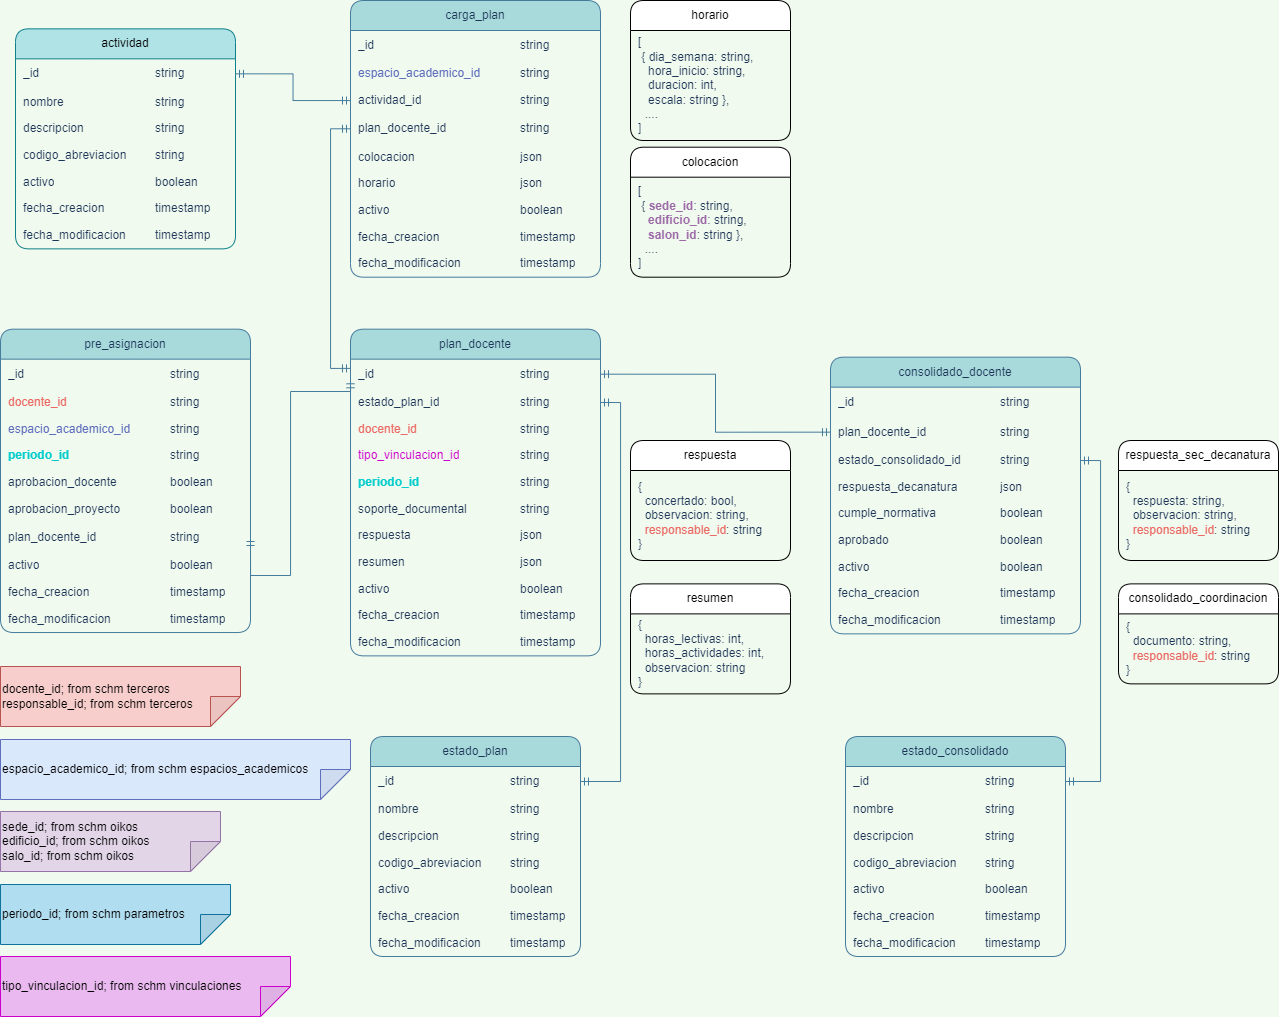 actividad
_id string
nombre string
descripcion string
codigo_abreviacion string
activo boolean
fecha_creacion timestamp
fecha_modificacion timestamp
carga_plan
_id string
espacio_academico_id string
actividad_id string
plan_docente_id string
colocacion json
horario json
activo boolean
fecha_creacion timestamp
fecha_modificacion timestamp
horario
[
{ dia_semana: string,
hora_inicio: string,
duracion: int,
escala: string },
....
]
colocacion
[
{ sede_id: string,
edificio_id: string,
salon_id: string },
....
]
pre_asignacion
_id string
docente_id string
espacio_academico_id string
periodo_id string
aprobacion_docente boolean
aprobacion_proyecto boolean
plan_docente_id string
activo boolean
fecha_creacion timestamp
fecha_modificacion timestamp
plan_docente
_id string
estado_plan_id string
docente_id string
tipo_vinculacion_id string
periodo_id string
soporte_documental string
respuesta json
resumen json
activo boolean
fecha_creacion timestamp
fecha_modificacion timestamp
respuesta
{
concertado: bool,
observacion: string,
responsable_id: string
}
resumen
{
horas_lectivas: int,
horas_actividades: int,
observacion: string
}
consolidado_docente
_id string
plan_docente_id string
estado_consolidado_id string
respuesta_decanatura json
cumple_normativa boolean
aprobado boolean
activo boolean
fecha_creacion timestamp
fecha_modificacion timestamp
respuesta_sec_decanatura
{
respuesta: string,
observacion: string,
responsable_id: string
}
consolidado_coordinacion
{
documento: string,
responsable_id: string
}
docente_id; from schm terceros
responsable_id; from schm terceros
espacio_academico_id; from schm espacios_academicos
sede_id; from schm oikos
edificio_id; from schm oikos
salo_id; from schm oikos
periodo_id; from schm parametros
tipo_vinculacion_id; from schm vinculaciones
estado_plan
_id string
nombre string
descripcion string
codigo_abreviacion string
activo boolean
fecha_creacion timestamp
fecha_modificacion timestamp
estado_consolidado
_id string
nombre string
descripcion string
codigo_abreviacion string
activo boolean
fecha_creacion timestamp
fecha_modificacion timestamp